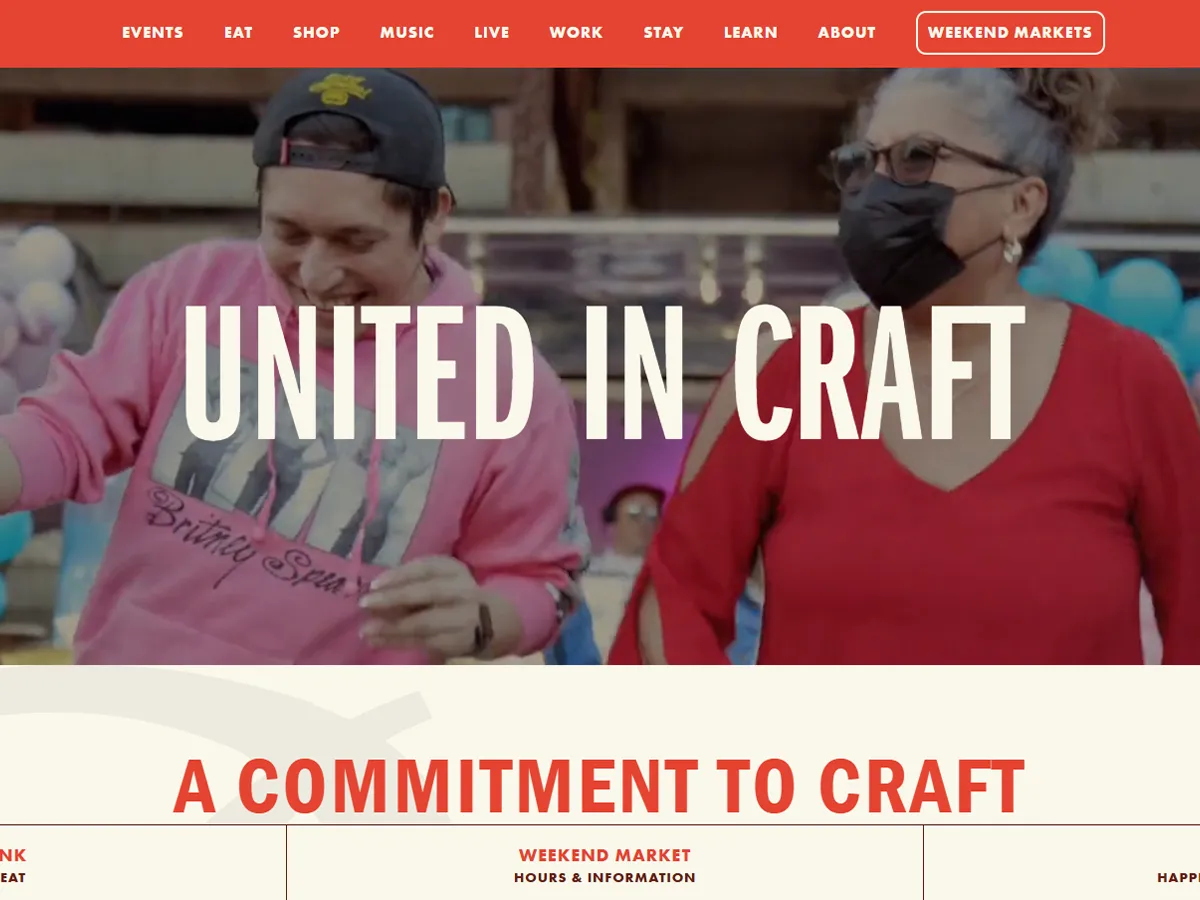 EVENTS EAT SHOP MUSIC LIVE WORK STAY LEARN ABOUT WEEKEND MARKETS
UNITED IN CRAFT
Britney Spears
A COMMITMENT TO CRAFT
NK WEEKEND MARKET
EAT HOURS & INFORMATION HAPP